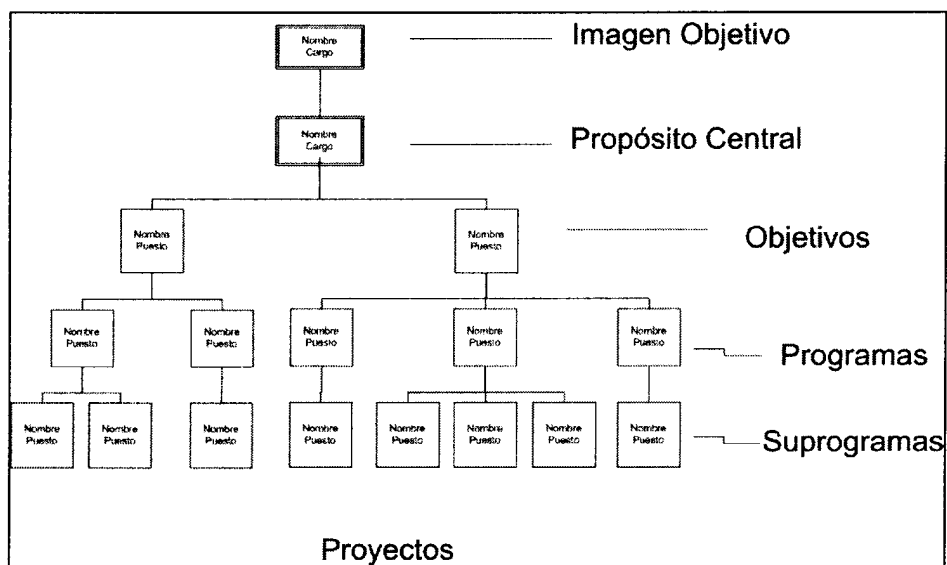 Nombre
Cargo
Imagen Objetivo
Nombre
Cargo
Propósito Central
Nombre
Puesto
Nombre
Puesto
Objetivos
Nombre
Puesto
Nombre
Puesto
Nombre
Puesto
Nombre
Puesto
Nombre
Puesto
Programas
Nombre
Puesto
Nombre
Puesto
Nombre
Puesto
Nombre
Puesto
Nombre
Puesto
Nombre
Puesto
Nombre
Puesto
Nombre
Puesto
Suprogramas
Proyectos